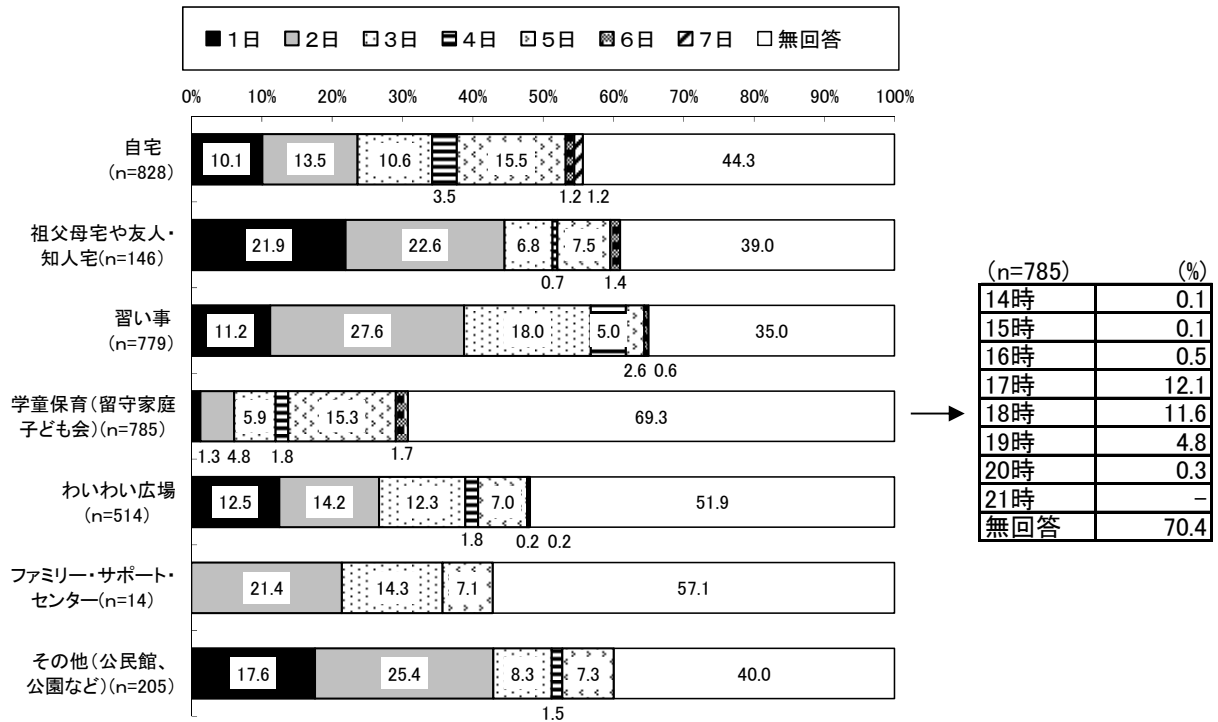 １日 ２日 ３日 ４日 ５日 ６日 ７日 無回答
0% 10% 20% 30% 40% 50% 60% 70% 80% 90% 100%
自宅
(n=828)
10.1 13.5 10.6 15.5 44.3
3.5 1.2 1.2
祖父母宅や友人・
知人宅(n=146)
21.9 22.6 6.8 7.5 39.0
0.7 1.4
習い事
(n=779)
11.2 27.6 18.0 5.0 35.0
2.6 0.6
学童保育(留守家庭
子ども会)(n=785)
5.9 15.3 69.3
1.3 4.8 1.8 1.7
わいわい広場
(n=514)
12.5 14.2 12.3 7.0 51.9
1.8 0.2 0.2
ファミリー・サポート・
センター(n=14)
21.4 14.3 7.1 57.1
その他(公民館、
公園など)(n=205)
17.6 25.4 8.3 7.3 40.0
1.5
(n=785) (%)
14時 0.1
15時 0.1
16時 0.5
17時 12.1
18時 11.6
19時 4.8
20時 0.3
21時 −
無回答 70.4